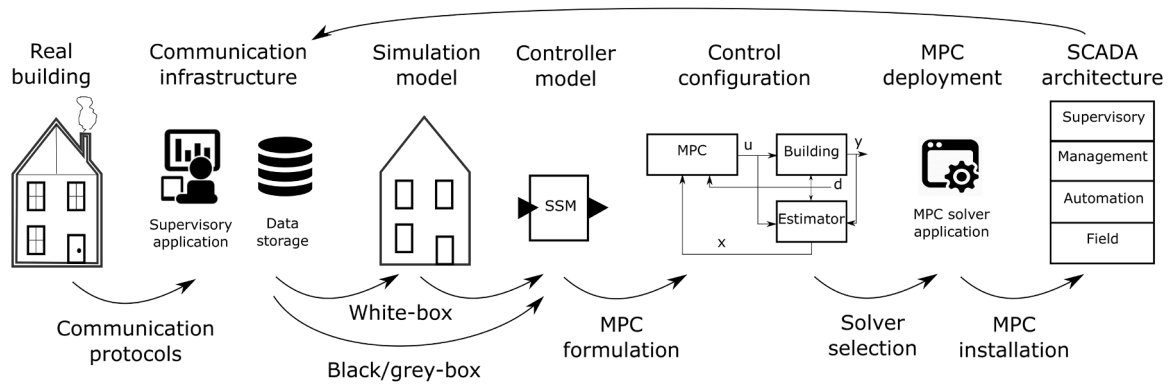 Real
building
Communication
infrastructure
Simulation
model
Controller
model
Control
configuration
MPC
deployment
SCADA
architecture
Supervisory
application
Data
storage
SSM
MPC
u
Building
y
d
Estimator
x
MPC solver
application
Supervisory
Management
Automation
Field
Communication
protocols
White-box
Black/grey-box
MPC
formulation
Solver
selection
MPC
installation